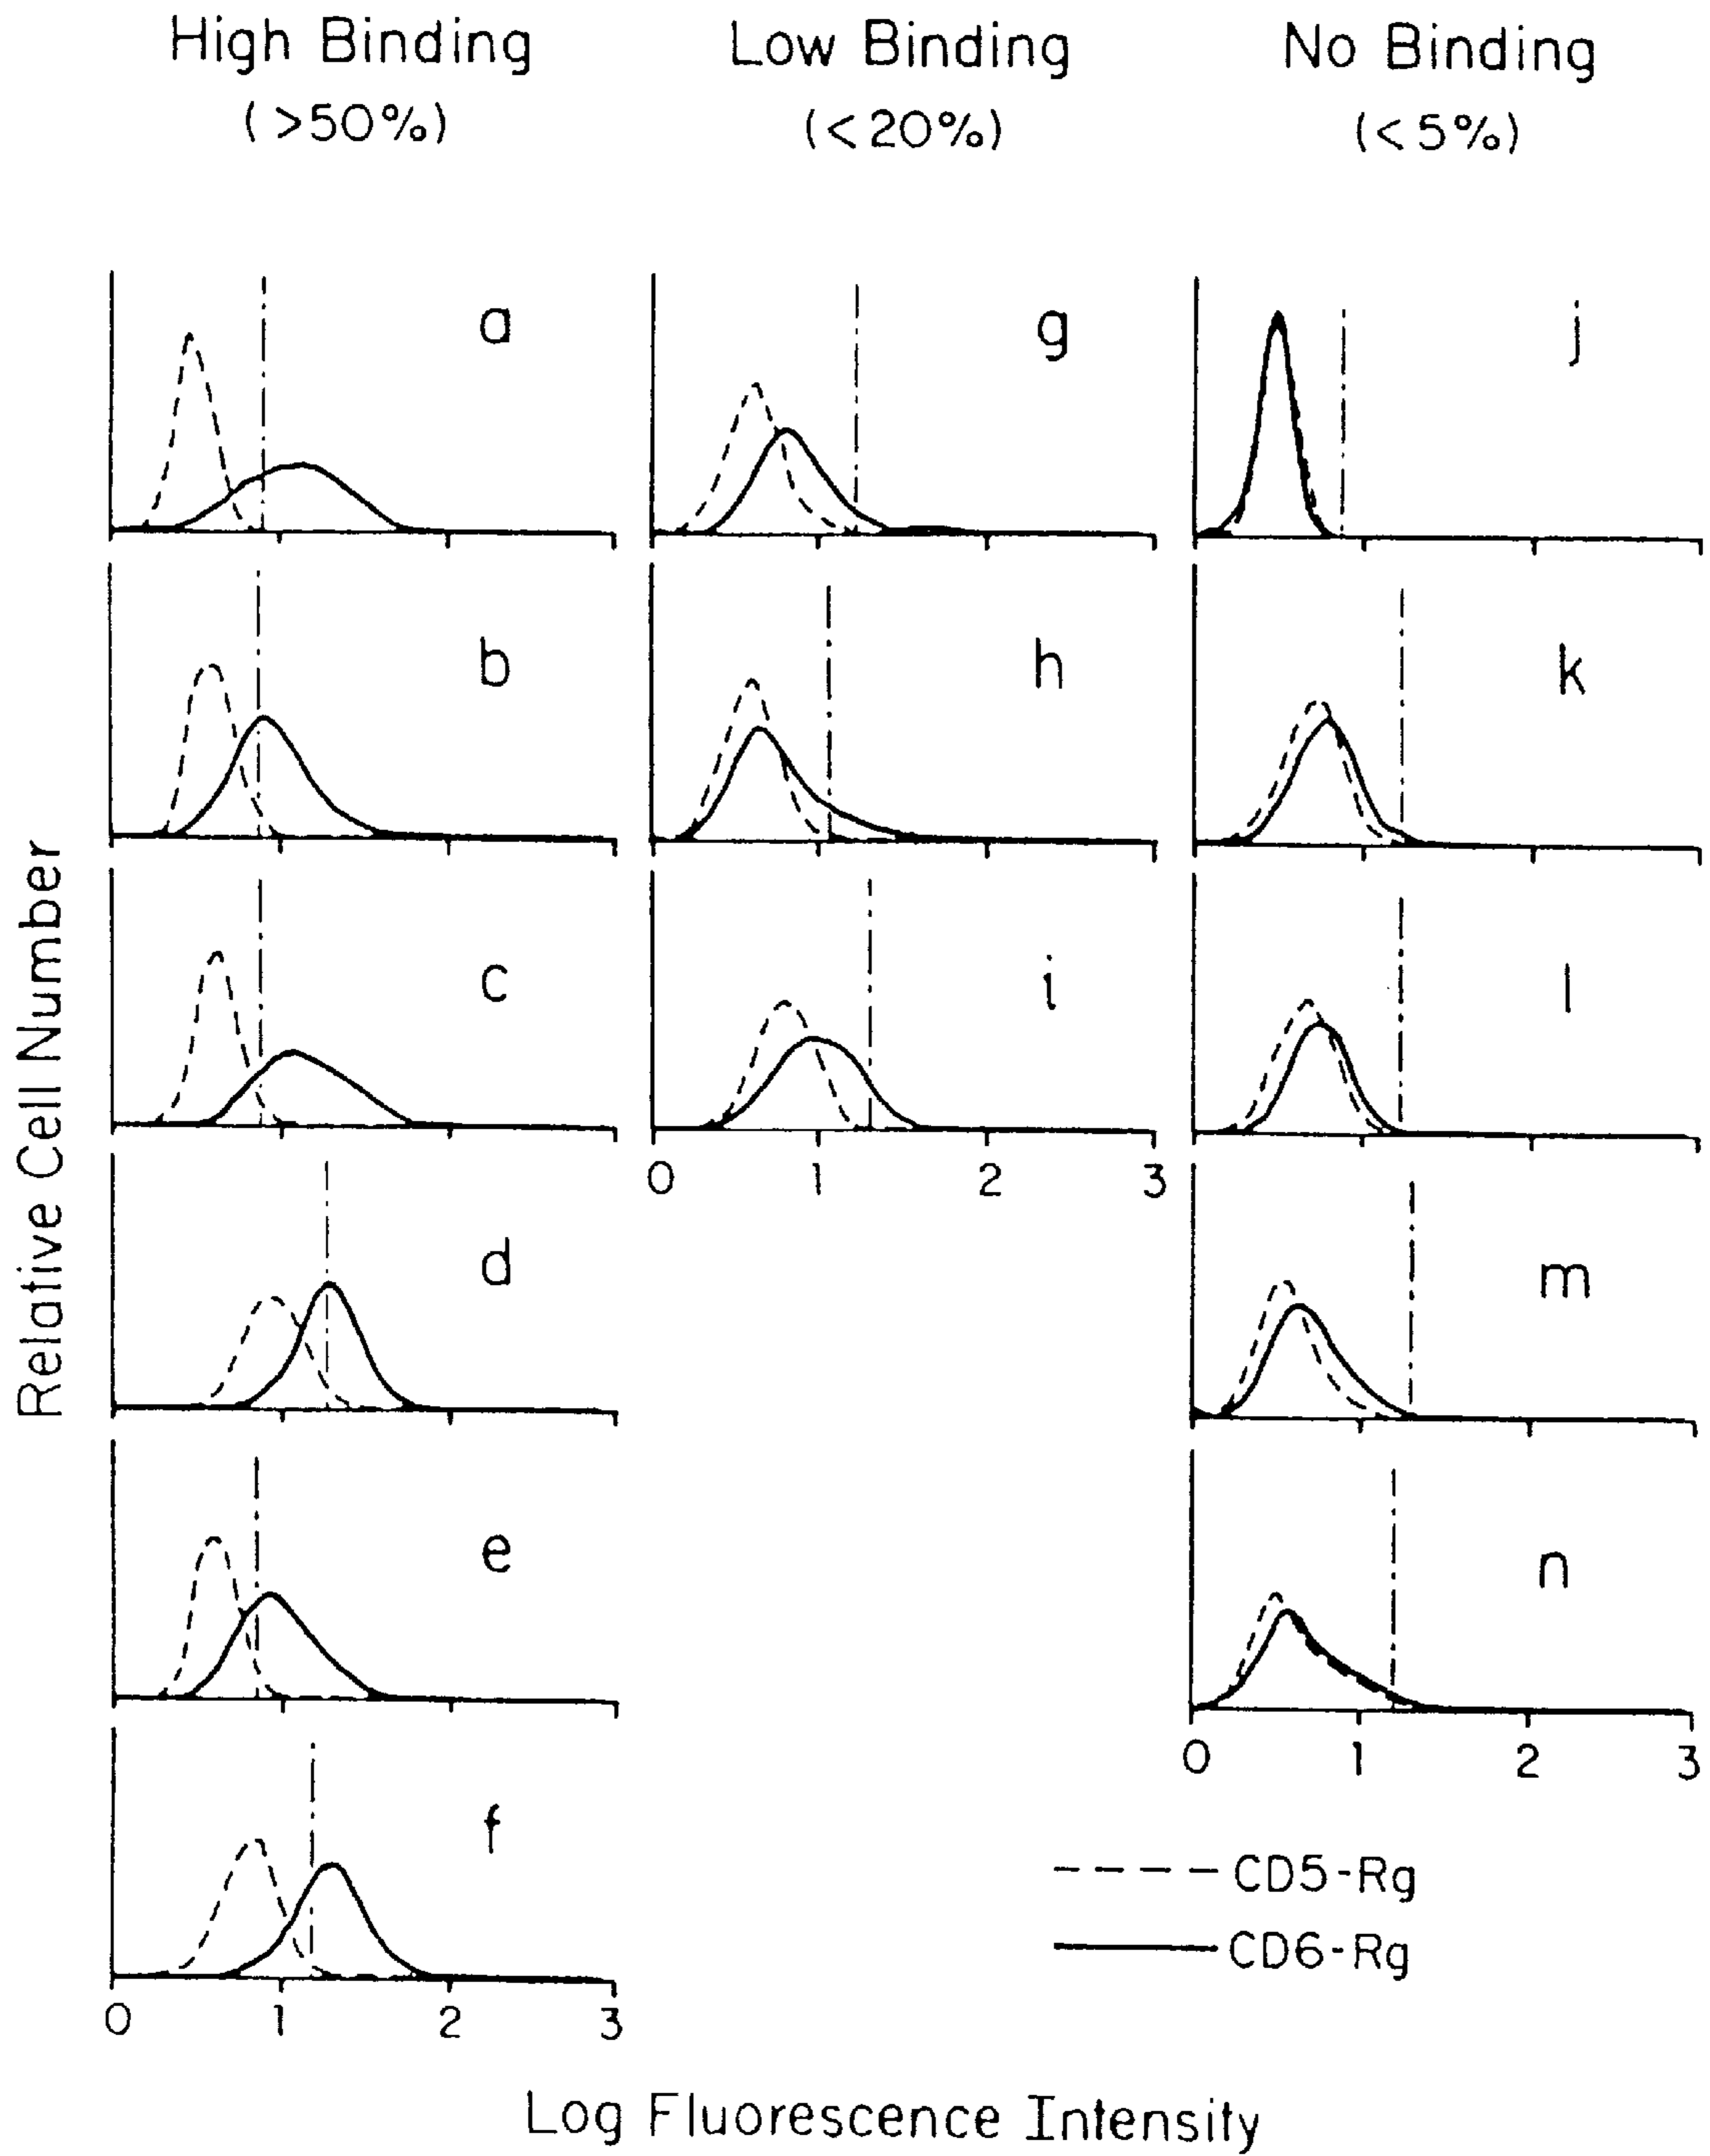 High Binding
(>50%)
Low Binding
(<20%)
No Binding
(<5%)
Relative Cell Number
a
b
c
d
e
f
0 1 2 3
g
h
i
0 1 2 3
j
k
l
m
n
0 1 2 3
CD5-Rg
CD6-Rg
Log Fluorescence Intensity